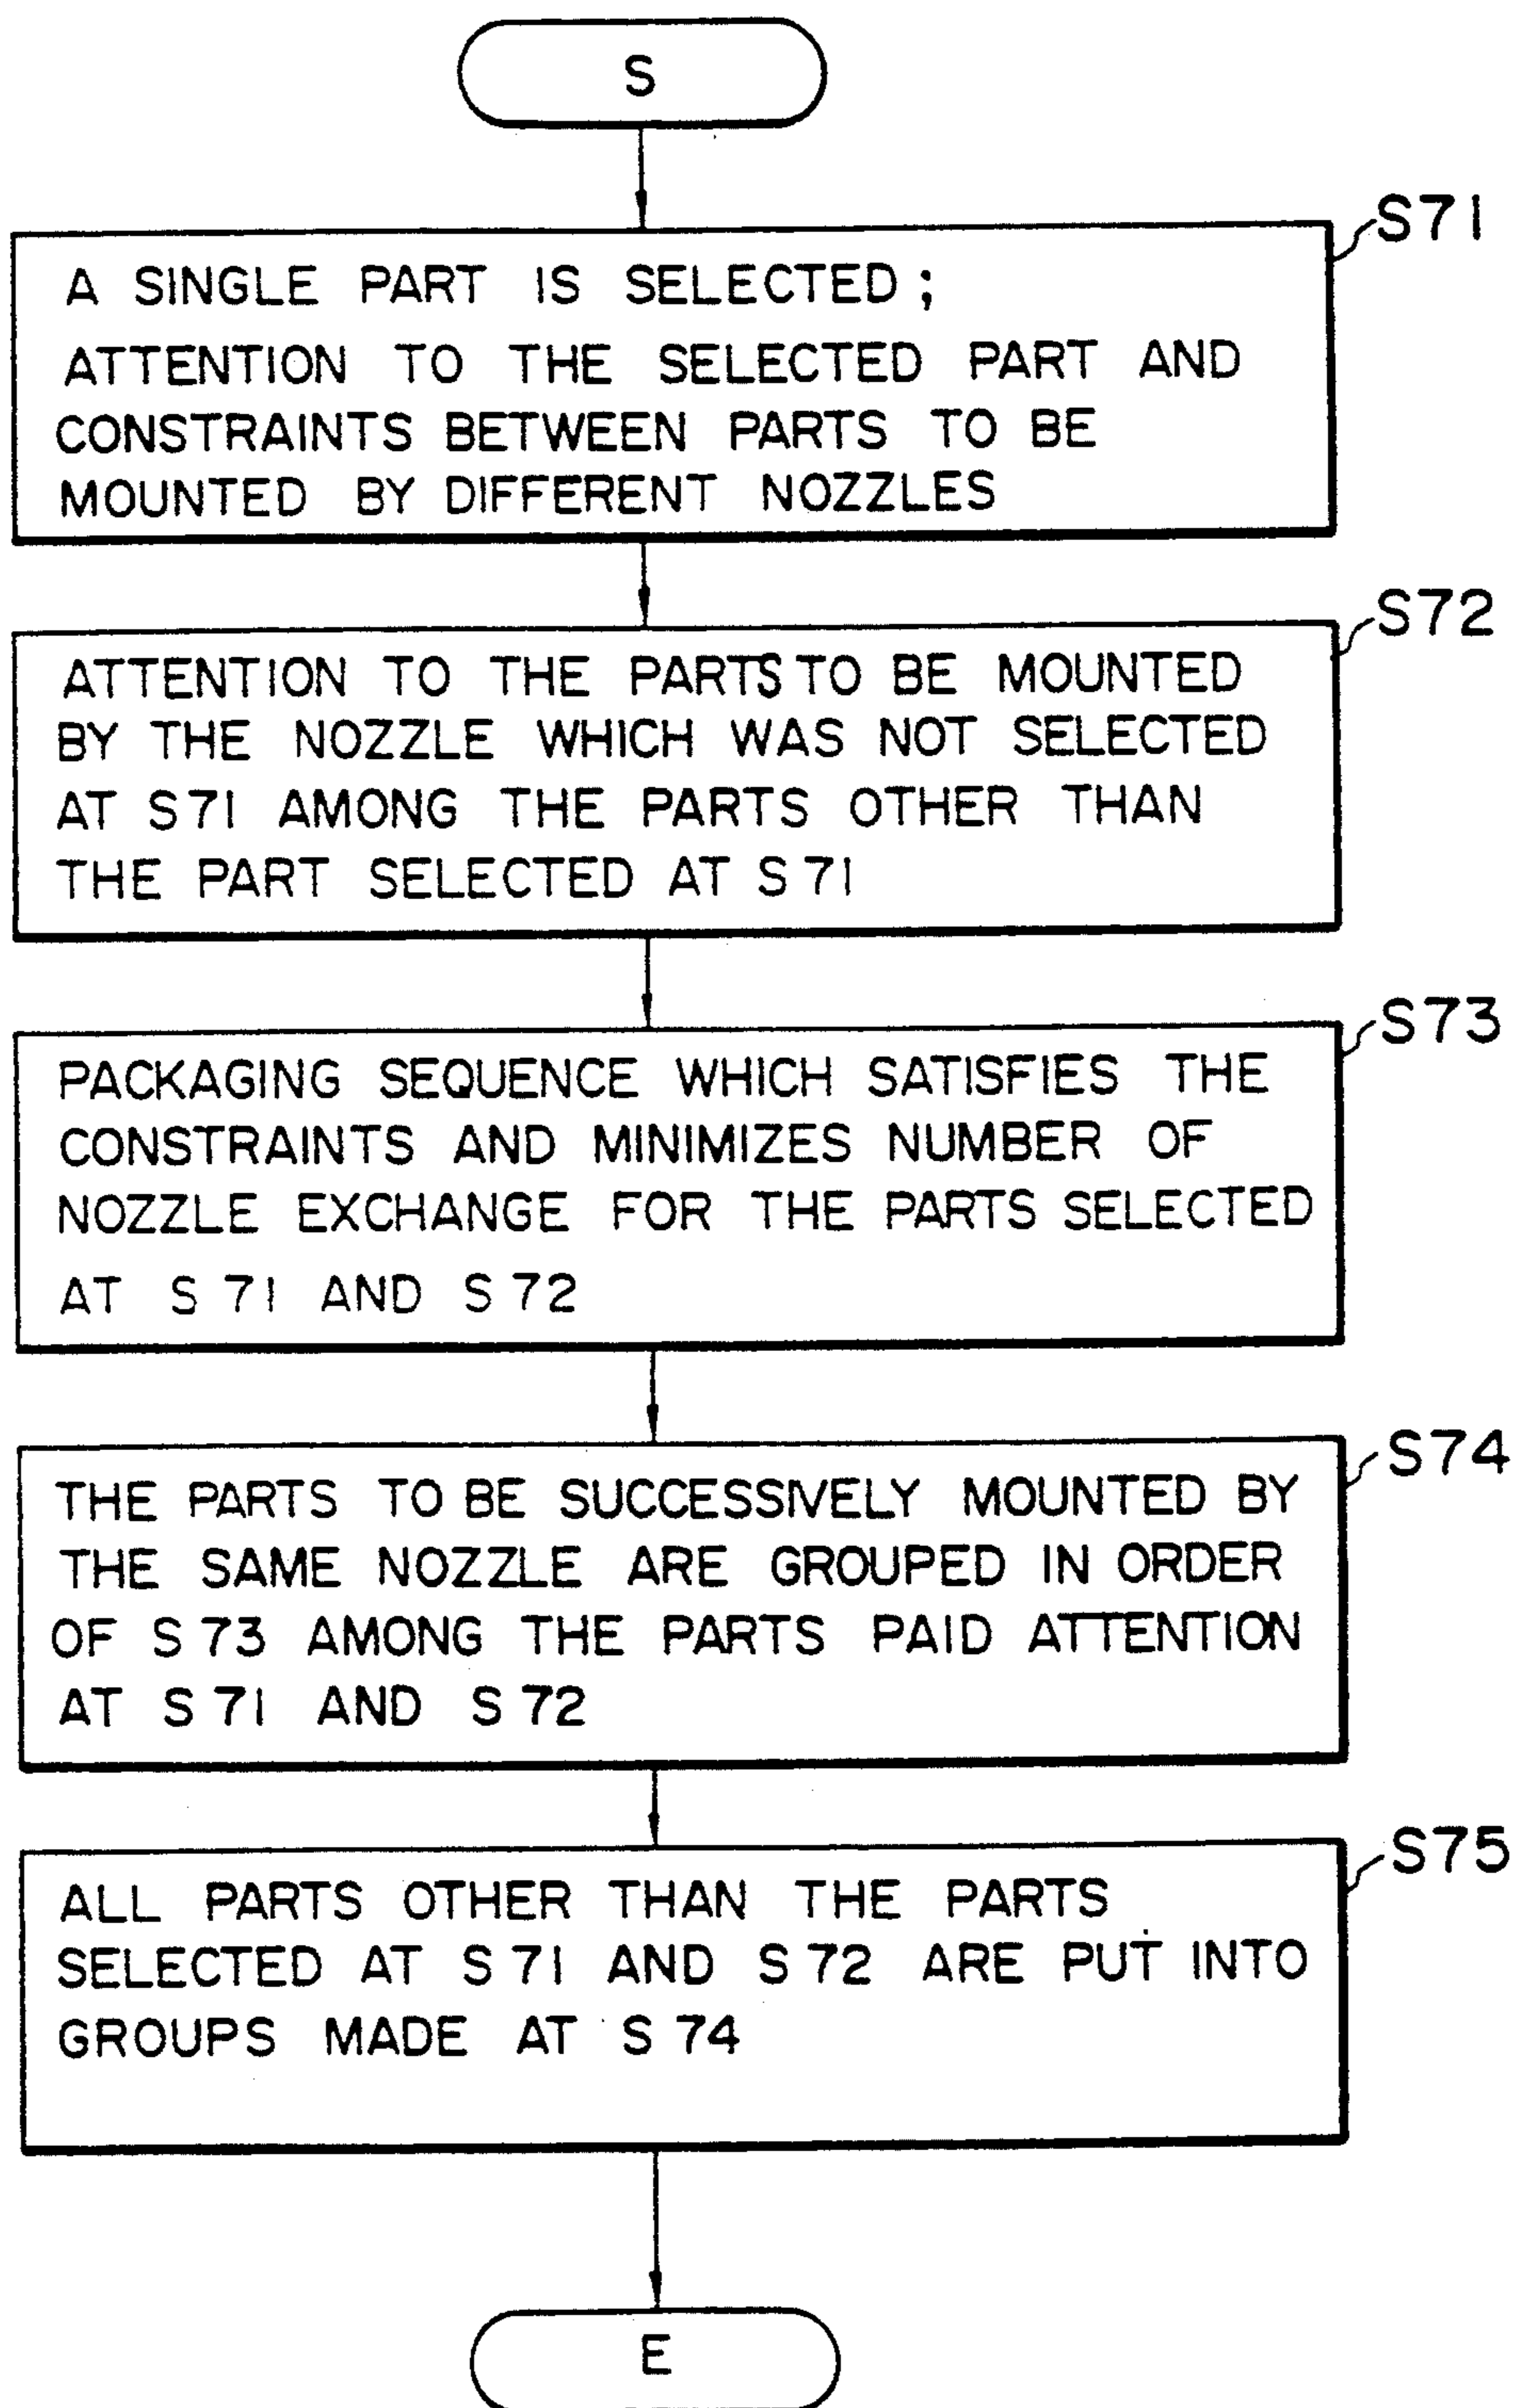 S
S71
A SINGLE PART IS SELECTED;
ATTENTION TO THE SELECTED PART AND
CONSTRAINTS BETWEEN PARTS TO BE
MOUNTED BY DIFFERENT NOZZLES
S72
ATTENTION TO THE PARTS TO BE MOUNTED
BY THE NOZZLE WHICH WAS NOT SELECTED
AT S71 AMONG THE PARTS OTHER THAN
THE PART SELECTED AT S71
S73
PACKAGING SEQUENCE WHICH SATISFIES THE
CONSTRAINTS AND MINIMIZES NUMBER OF
NOZZLE EXCHANGE FOR THE PARTS SELECTED
AT S71 AND S72
S74
THE PARTS TO BE SUCCESSIVELY MOUNTED BY
THE SAME NOZZLE ARE GROUPED IN ORDER
OF S73 AMONG THE PARTS PAID ATTENTION
AT S71 AND S72
S75
ALL PARTS OTHER THAN THE PARTS
SELECTED AT S71 AND S72 ARE PUT INTO
GROUPS MADE AT S74
E